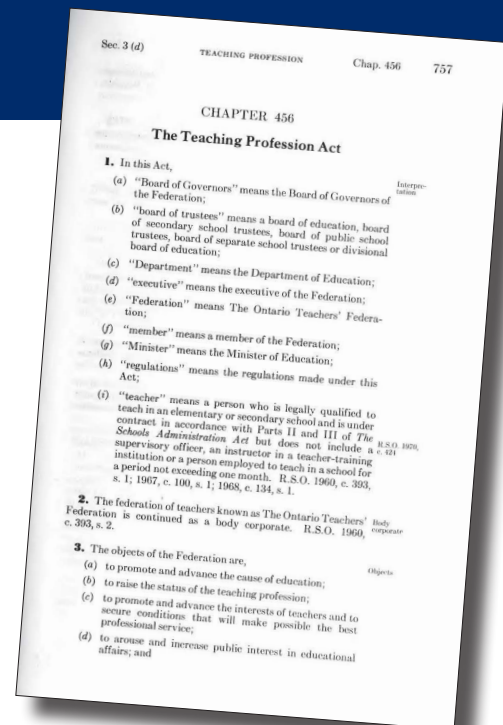 Sec. 3 (d) TEACHING PROFESSION Chap. 456 757
CHAPTER 456
The Teaching Profession Act
1. In this Act, Interpre-
tation
(a) "Board of Governors" means the Board of Governors of
the Federation;
(b) "board of trustees" means a board of education, board
of secondary school trustees, board of public school
trustees, board of separate school trustees or divisional
board of education;
(c) "Department" means the Department of Education;
(d) "executive" means the executive of the Federation;
(e) "Federation" means The Ontario Teachers' Federa-
tion;
(f) "member" means a member of the Federation;
(g) "Minister" means the Minister of Education;
(h) "regulations" means the regulations made under this
Act;
(i) "teacher" means a person who is legally qualified to
teach in an elementary or secondary school and is under
contract in accordance with Parts II and III of The
Schools Administration Act but does not include a R.S.O. 1970,
supervisory officer, an instructor in a teacher-training c. 424
institution or a person employed to teach in a school for
a period not exceeding one month. R.S.O. 1960, c. 393,
s. 1; 1967, c. 100, s. 1; 1968, c. 134, s. 1.
2. The federation of teachers known as The Ontario Teachers' Body
Federation is continued as a body corporate. R.S.O. 1960, corporate
c. 393, s. 2.
3. The objects of the Federation are, Objects
(a) to promote and advance the cause of education;
(b) to raise the status of the teaching profession;
(c) to promote and advance the interests of teachers and to
secure conditions that will make possible the best
professional service;
(d) to arouse and increase public interest in educational
affairs; and